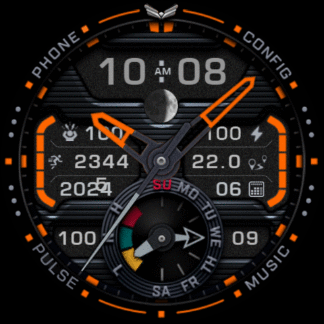 PHONE
CONFIG
10 AM 08
100 100
2344 22.0
2024 5 06
SU MO TU WE TH FR SA
100 09
H
L
PULSE
MUSIC